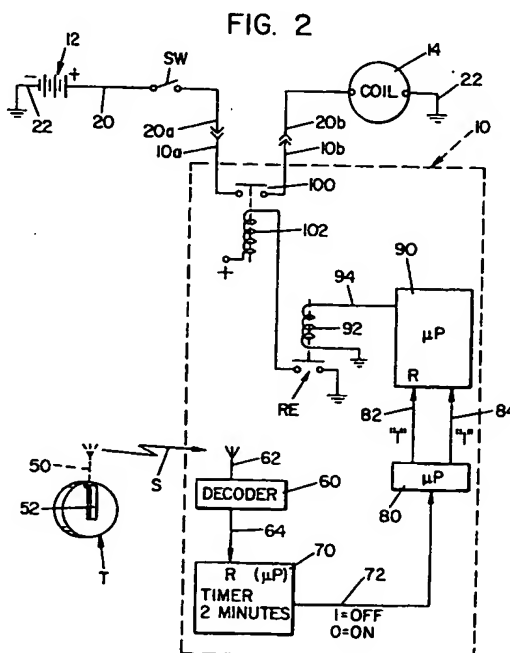 FIG. 2
12
SW
14
− +
COIL
22
20
22
20a
20b
10
10a
10b
100
102
+
94
90
92
μP
R
RE
82
84
"1"
"1"
50
62
μP
52
S
DECODER
60
80
64
T
70
R (μP)
TIMER
2 MINUTES
72
1=OFF
0=ON